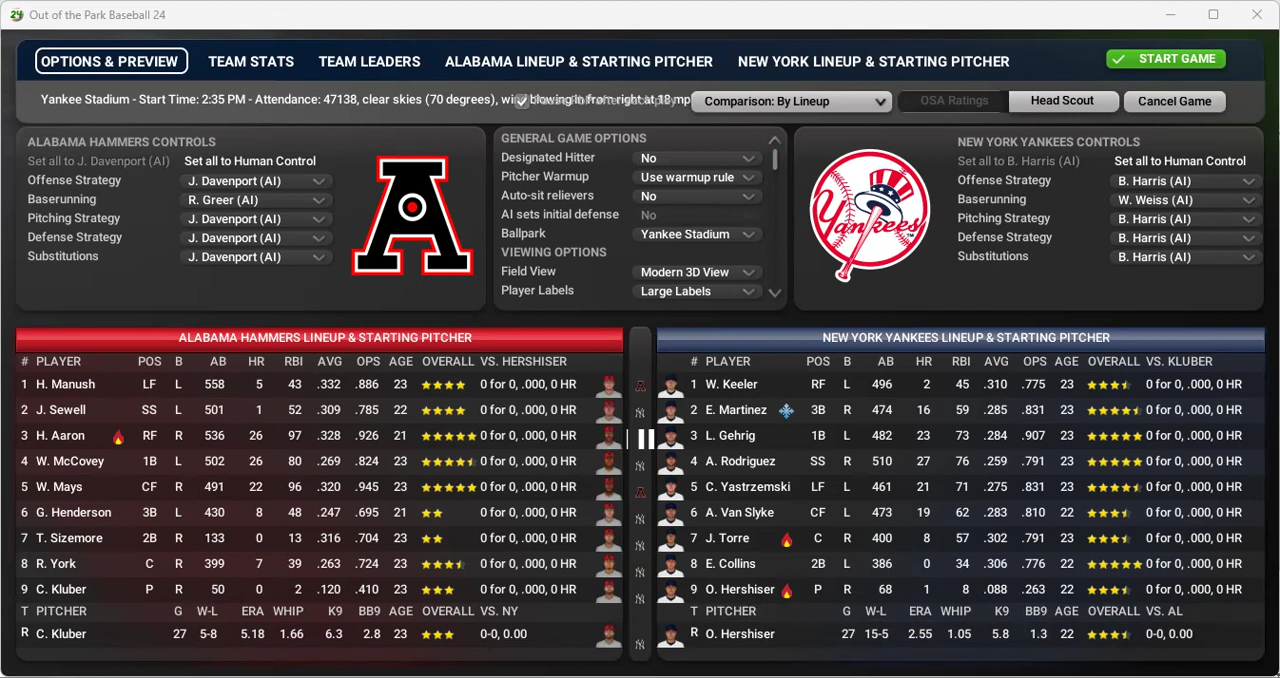 Out of the Park Baseball 24
OPTIONS & PREVIEW TEAM STATS TEAM LEADERS ALABAMA LINEUP & STARTING PITCHER NEW YORK LINEUP & STARTING PITCHER START GAME
Yankee Stadium - Start Time: 2:35 PM - Attendance: 47138, clear skies (70 degrees), wind blowing in from right at 18 mph Comparison: By Lineup OSA Ratings Head Scout Cancel Game
ALABAMA HAMMERS CONTROLS
Set all to J. Davenport (AI) Set all to Human Control
Offense Strategy J. Davenport (AI)
Baserunning R. Greer (AI)
Pitching Strategy J. Davenport (AI)
Defense Strategy J. Davenport (AI)
Substitutions J. Davenport (AI)
GENERAL GAME OPTIONS
Designated Hitter No
Pitcher Warmup Use warmup rule
Auto-sit relievers No
AI sets initial defense No
Ballpark Yankee Stadium
VIEWING OPTIONS
Field View Modern 3D View
Player Labels Large Labels
Yankees
NEW YORK YANKEES CONTROLS
Set all to B. Harris (AI) Set all to Human Control
Offense Strategy B. Harris (AI)
Baserunning W. Weiss (AI)
Pitching Strategy B. Harris (AI)
Defense Strategy B. Harris (AI)
Substitutions B. Harris (AI)
ALABAMA HAMMERS LINEUP & STARTING PITCHER
# PLAYER POS B AB HR RBI AVG OPS AGE OVERALL VS. HERSHISER
1 H. Manush LF L 558 5 43 .332 .886 23 0 for 0, .000, 0 HR
2 J. Sewell SS L 501 1 52 .309 .785 22 0 for 0, .000, 0 HR
3 H. Aaron RF R 536 26 97 .328 .926 21 0 for 0, .000, 0 HR
4 W. McCovey 1B L 502 26 80 .269 .824 23 0 for 0, .000, 0 HR
5 W. Mays CF R 491 22 96 .320 .945 23 0 for 0, .000, 0 HR
6 G. Henderson 3B L 430 8 48 .247 .695 21 0 for 0, .000, 0 HR
7 T. Sizemore 2B R 133 0 13 .316 .704 23 0 for 0, .000, 0 HR
8 R. York C R 399 7 39 .263 .724 23 0 for 0, .000, 0 HR
9 C. Kluber P R 50 0 2 .120 .410 23 0 for 0, .000, 0 HR
T PITCHER G W-L ERA WHIP K9 BB9 AGE OVERALL VS. NY
R C. Kluber 27 5-8 5.18 1.66 6.3 2.8 23 0-0, 0.00
NEW YORK YANKEES LINEUP & STARTING PITCHER
# PLAYER POS B AB HR RBI AVG OPS AGE OVERALL VS. KLUBER
1 W. Keeler RF L 496 2 45 .310 .775 23 0 for 0, .000, 0 HR
2 E. Martinez 3B R 474 16 59 .285 .831 23 0 for 0, .000, 0 HR
3 L. Gehrig 1B L 482 23 73 .284 .907 23 0 for 0, .000, 0 HR
4 A. Rodriguez SS R 510 27 76 .259 .791 23 0 for 0, .000, 0 HR
5 C. Yastrzemski LF L 461 21 71 .275 .831 23 0 for 0, .000, 0 HR
6 A. Van Slyke CF L 473 19 62 .283 .810 22 0 for 0, .000, 0 HR
7 J. Torre C R 400 8 57 .302 .791 23 0 for 0, .000, 0 HR
8 E. Collins 2B L 386 0 34 .306 .776 22 0 for 0, .000, 0 HR
9 O. Hershiser P R 68 1 8 .088 .263 22 0 for 0, .000, 0 HR
T PITCHER G W-L ERA WHIP K9 BB9 AGE OVERALL VS. AL
R O. Hershiser 27 15-5 2.55 1.05 5.8 1.3 22 0-0, 0.00